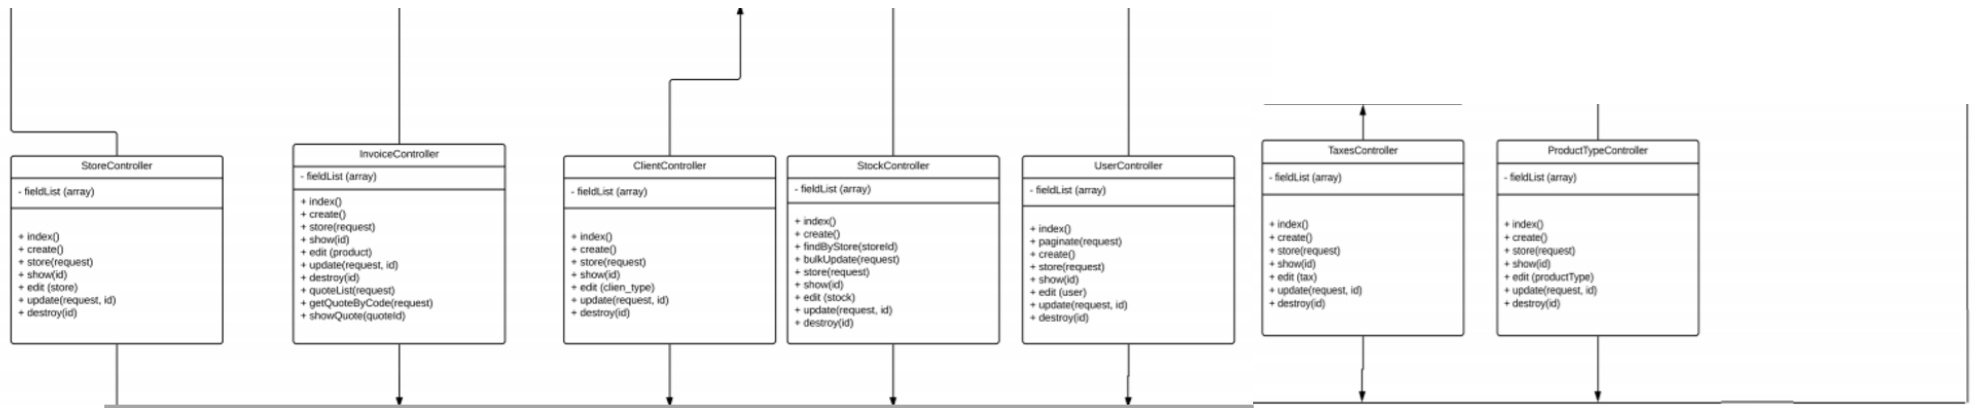 StoreController
- fieldList (array)
+ index()
+ create()
+ store(request)
+ show(id)
+ edit (store)
+ update(request, id)
+ destroy(id)
InvoiceController
- fieldList (array)
+ index()
+ create()
+ store(request)
+ show(id)
+ edit (product)
+ update(request, id)
+ destroy(id)
+ quoteList(request)
+ getQuoteByCode(request)
+ showQuote(quoteId)
ClientController
- fieldList (array)
+ index()
+ create()
+ store(request)
+ show(id)
+ edit (clien_type)
+ update(request, id)
+ destroy(id)
StockController
- fieldList (array)
+ index()
+ create()
+ findByStore(storeId)
+ bulkUpdate(request)
+ store(request)
+ show(id)
+ edit (stock)
+ update(request, id)
+ destroy(id)
UserController
- fieldList (array)
+ index()
+ paginate(request)
+ create()
+ store(request)
+ show(id)
+ edit (user)
+ update(request, id)
+ destroy(id)
TaxesController
- fieldList (array)
+ index()
+ create()
+ store(request)
+ show(id)
+ edit (tax)
+ update(request, id)
+ destroy(id)
ProductTypeController
- fieldList (array)
+ index()
+ create()
+ store(request)
+ show(id)
+ edit (productType)
+ update(request, id)
+ destroy(id)